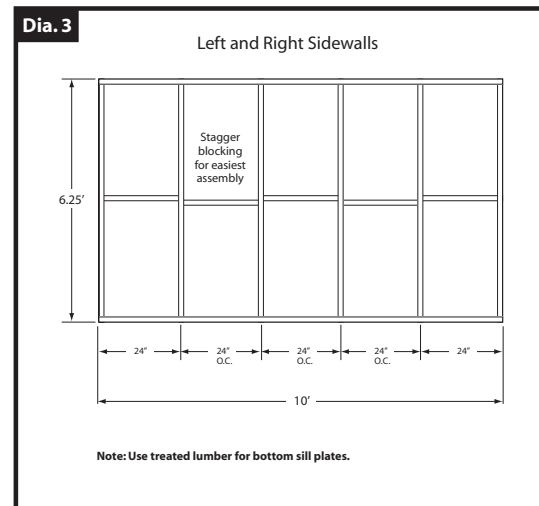 Dia. 3
Left and Right Sidewalls
Stagger
blocking
for easiest
assembly
6.25'
24"
24"
O.C.
24"
O.C.
24"
O.C.
24"
10'
Note: Use treated lumber for bottom sill plates.